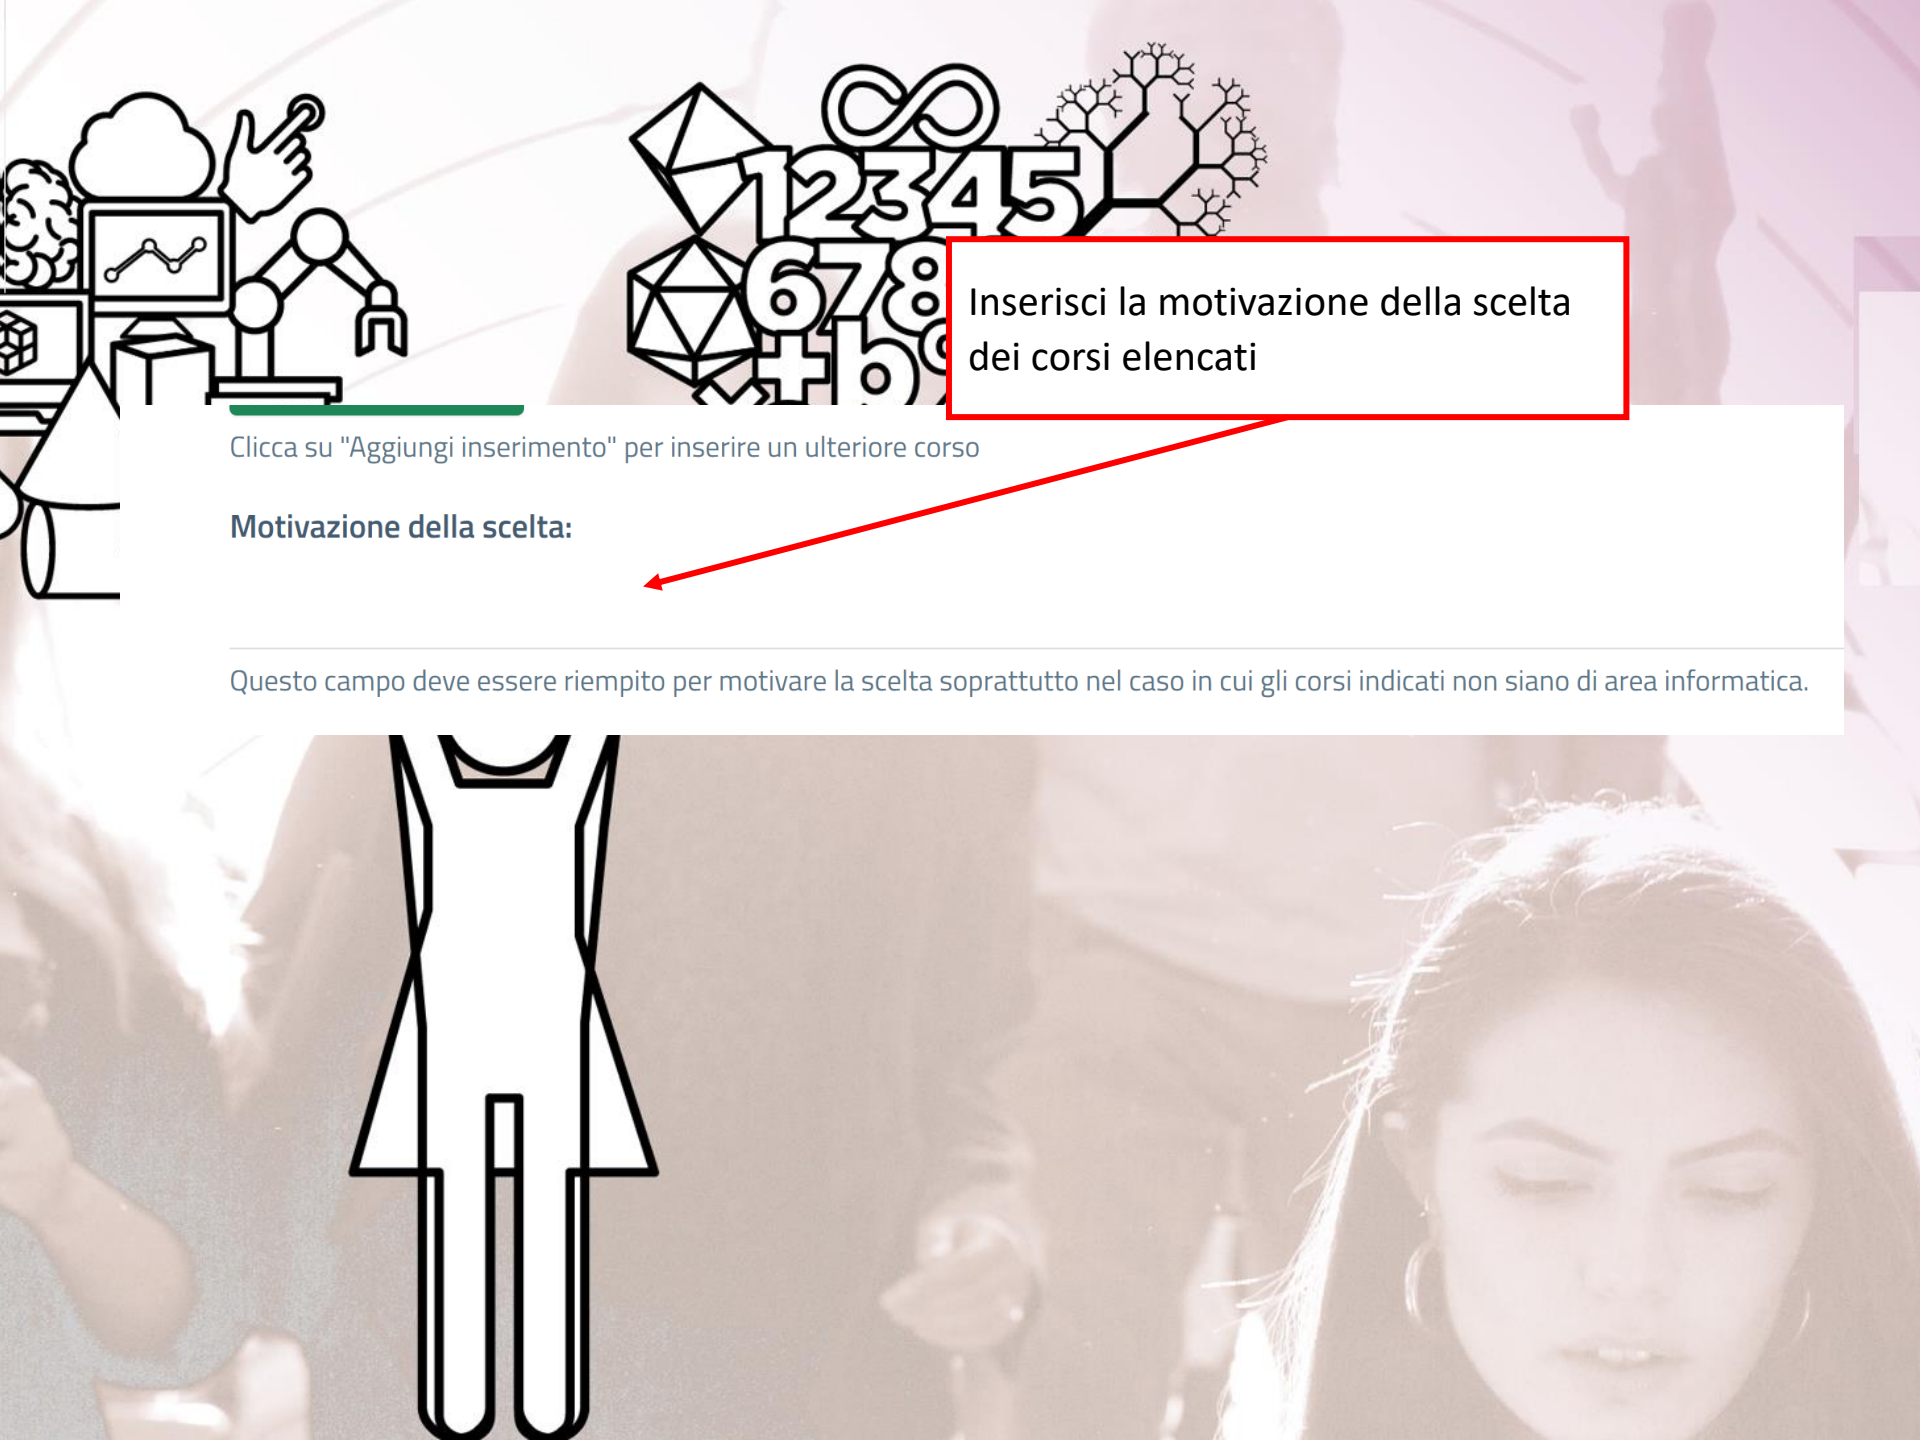 12345
678
+b
Inserisci la motivazione della scelta
dei corsi elencati
Clicca su "Aggiungi inserimento" per inserire un ulteriore corso
Motivazione della scelta:
Questo campo deve essere riempito per motivare la scelta soprattutto nel caso in cui gli corsi indicati non siano di area informatica.